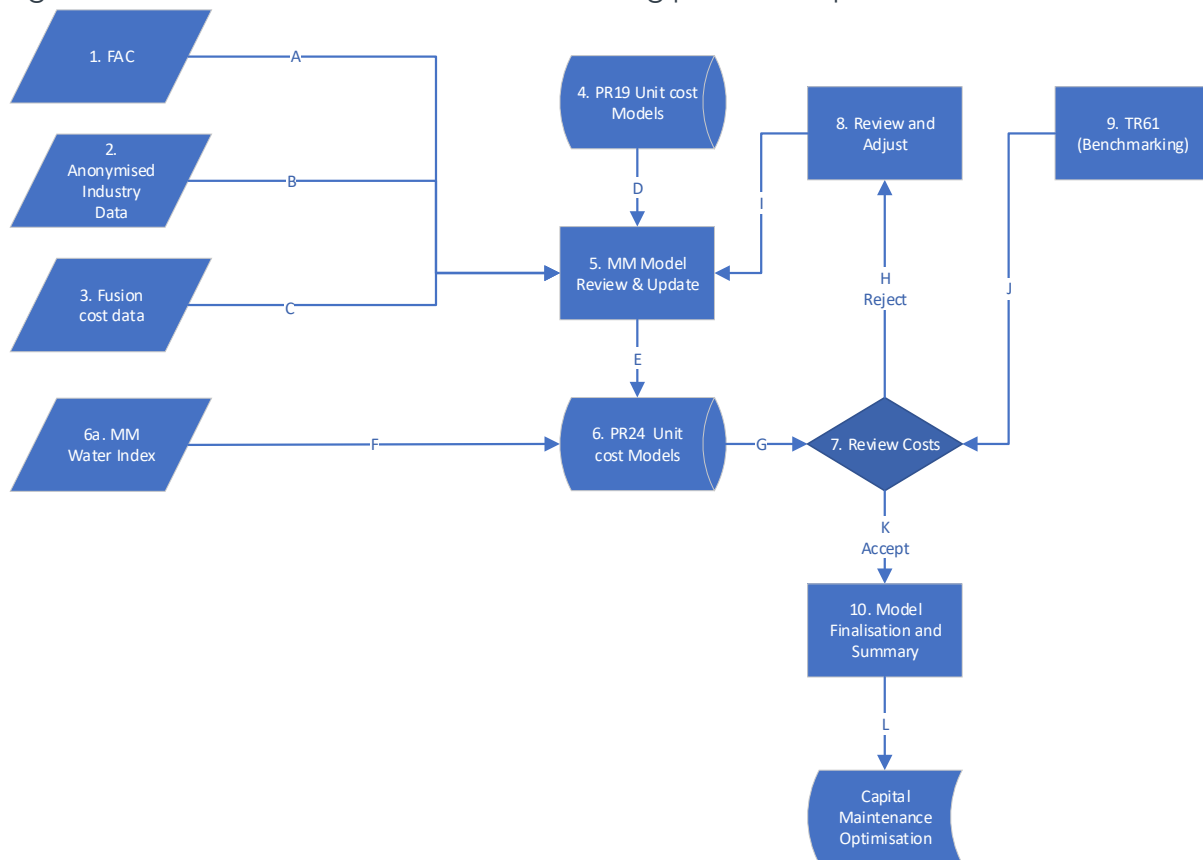 1. FAC
A
4. PR19 Unit cost
Models
8. Review and
Adjust
9. TR61
(Benchmarking)
2.
Anonymised
Industry
Data
B
D
I
5. MM Model
Review & Update
3. Fusion
cost data
C
H
Reject
J
E
6a. MM
Water Index
F
6. PR24 Unit
cost Models
G
7. Review Costs
K
Accept
10. Model
Finalisation and
Summary
L
Capital
Maintenance
Optimisation